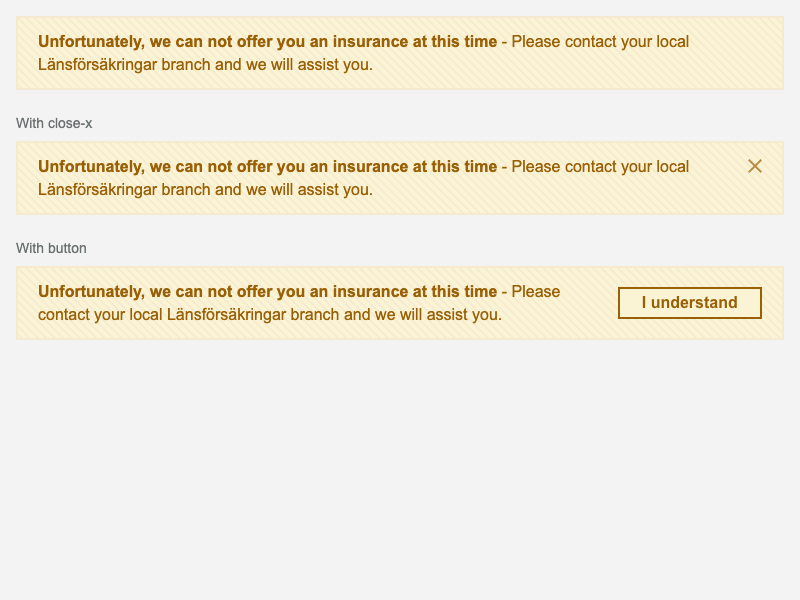 Unfortunately, we can not offer you an insurance at this time - Please contact your local
Länsförsäkringar branch and we will assist you.
With close-x
Unfortunately, we can not offer you an insurance at this time - Please contact your local
Länsförsäkringar branch and we will assist you.
With button
Unfortunately, we can not offer you an insurance at this time - Please
contact your local Länsförsäkringar branch and we will assist you.
I understand